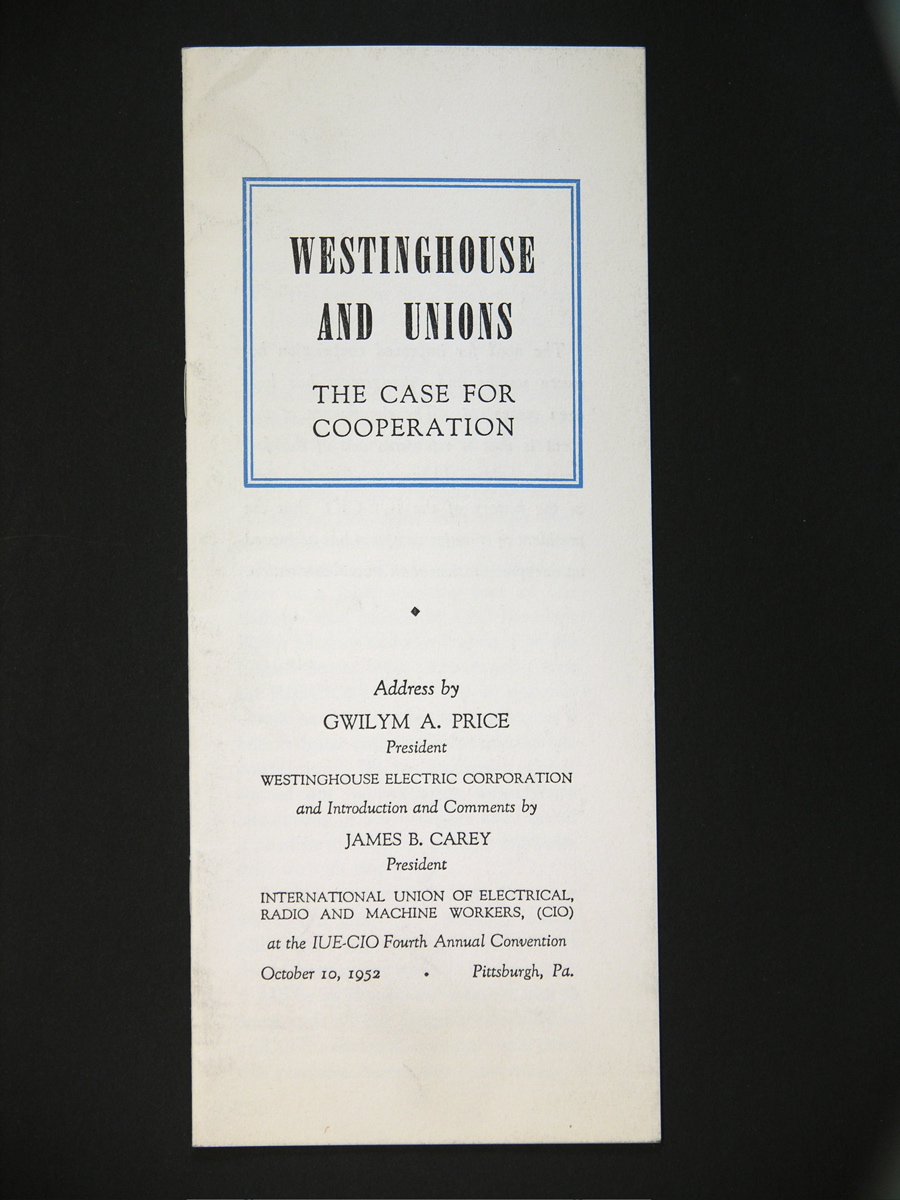 WESTINGHOUSE
AND UNIONS
THE CASE FOR
COOPERATION
Address by
GWILYM A. PRICE
President
WESTINGHOUSE ELECTRIC CORPORATION
and Introduction and Comments by
JAMES B. CAREY
President
INTERNATIONAL UNION OF ELECTRICAL,
RADIO AND MACHINE WORKERS, (CIO)
at the IUE-CIO Fourth Annual Convention
October 10, 1952 • Pittsburgh, Pa.